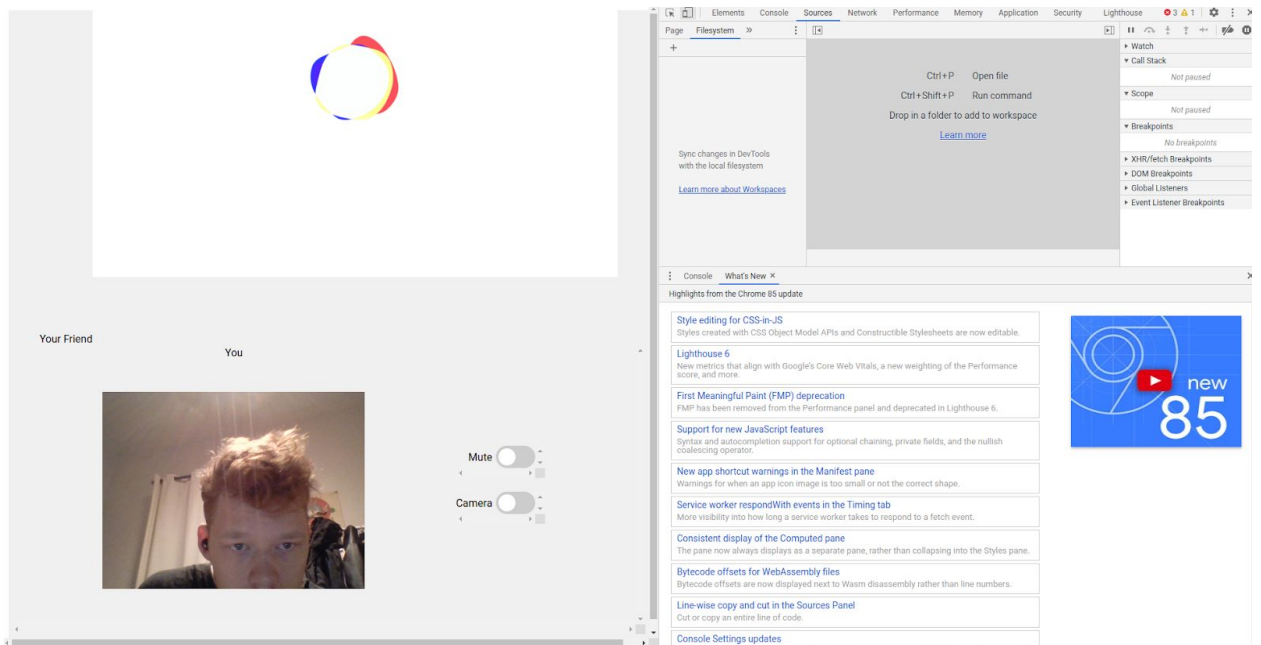 Elements Console Sources Network Performance Memory Application Security Lighthouse 3 1
Page Filesystem »
+
Ctrl+P Open file
Ctrl+Shift+P Run command
Drop in a folder to add to workspace
Learn more
Sync changes in DevTools
with the local filesystem
Learn more about Workspaces
Watch
Call Stack
Not paused
Scope
Not paused
Breakpoints
No breakpoints
XHR/fetch Breakpoints
DOM Breakpoints
Global Listeners
Event Listener Breakpoints
Your Friend
You
Mute
Camera
Console What's New ×
Highlights from the Chrome 85 update
Style editing for CSS-in-JS
Styles created with CSS Object Model APIs and Constructible Stylesheets are now editable.
Lighthouse 6
New metrics that align with Google's Core Web Vitals, a new weighting of the Performance
score, and more.
First Meaningful Paint (FMP) deprecation
FMP has been removed from the Performance panel and deprecated in Lighthouse 6.
Support for new JavaScript features
Syntax and autocompletion support for optional chaining, private fields, and the nullish
coalescing operator.
New app shortcut warnings in the Manifest pane
Warnings for when an app icon image is too small or not the correct shape.
Service worker respondWith events in the Timing tab
More visibility into how long a service worker takes to respond to a fetch event.
Consistent display of the Computed pane
The pane now always displays as a separate pane, rather than collapsing into the Styles pane.
Bytecode offsets for WebAssembly files
Bytecode offsets are now displayed next to Wasm disassembly rather than line numbers.
Line-wise copy and cut in the Sources Panel
Cut or copy an entire line of code.
Console Settings updates
new
85